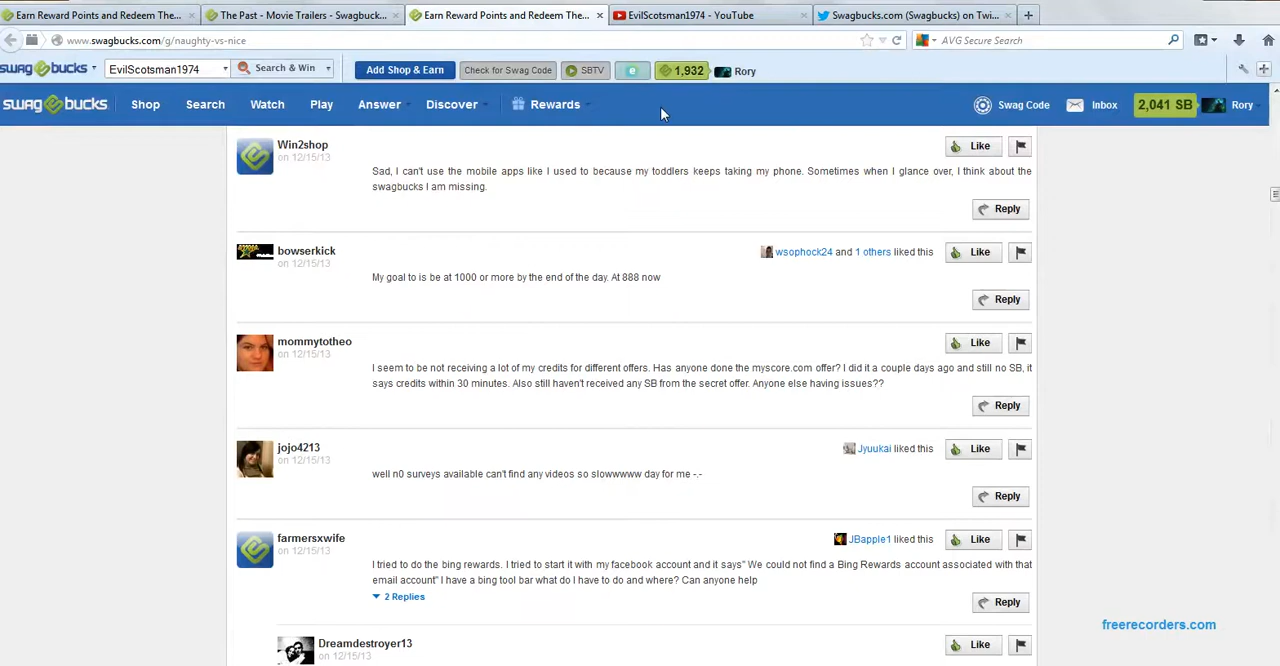 Earn Reward Points and Redeem The... × The Past - Movie Trailers - Swagbuck... × Earn Reward Points and Redeem The... × EvilScotsman1974 - YouTube × Swagbucks.com (Swagbucks) on Twi... × +
www.swagbucks.com/g/naughty-vs-nice AVG Secure Search
swagbucks EvilScotsman1974 Search & Win Add Shop & Earn Check for Swag Code SBTV 1,932 Rory
swagbucks Shop Search Watch Play Answer Discover Rewards Swag Code Inbox 2,041 SB Rory
Win2shop Like
on 12/15/13
Sad, I can't use the mobile apps like I used to because my toddlers keeps taking my phone. Sometimes when I glance over, I think about the
swagbucks I am missing.
Reply
bowserkick wsophock24 and 1 others liked this Like
on 12/15/13
My goal to is be at 1000 or more by the end of the day. At 888 now
Reply
mommytotheo Like
on 12/15/13
I seem to be not receiving a lot of my credits for different offers. Has anyone done the myscore.com offer? I did it a couple days ago and still no SB, it
says credits within 30 minutes. Also still haven't received any SB from the secret offer. Anyone else having issues??
Reply
jojo4213 Jyuukai liked this Like
on 12/15/13
well n0 surveys available can't find any videos so slowwwww day for me -.-
Reply
farmersxwife JBapple1 liked this Like
on 12/15/13
I tried to do the bing rewards. I tried to start it with my facebook account and it says" We could not find a Bing Rewards account associated with that
email account" I have a bing tool bar what do I have to do and where? Can anyone help
2 Replies
Reply
freerecorders.com
Dreamdestroyer13 Like
on 12/15/13